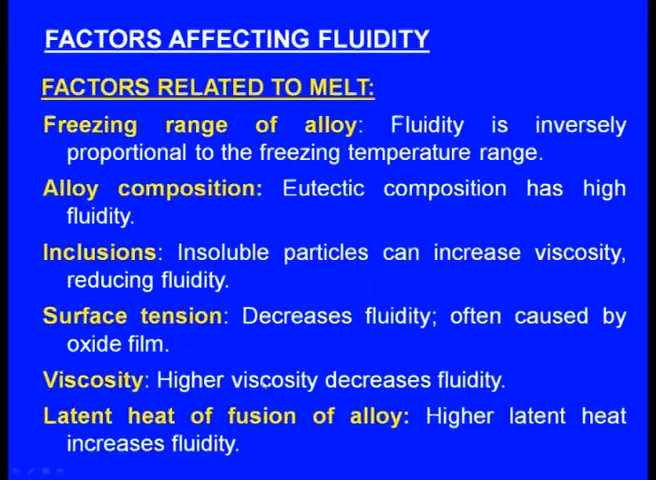 FACTORS AFFECTING FLUIDITY
FACTORS RELATED TO MELT:
Freezing range of alloy: Fluidity is inversely
proportional to the freezing temperature range.
Alloy composition: Eutectic composition has high
fluidity.
Inclusions: Insoluble particles can increase viscosity,
reducing fluidity.
Surface tension: Decreases fluidity; often caused by
oxide film.
Viscosity: Higher viscosity decreases fluidity.
Latent heat of fusion of alloy: Higher latent heat
increases fluidity.